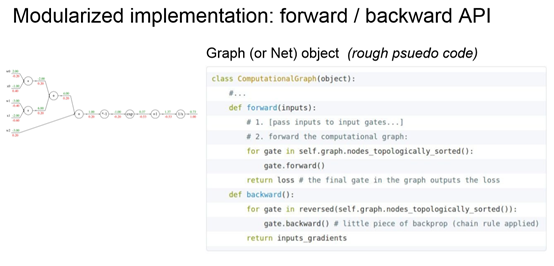 Modularized implementation: forward / backward API
Graph (or Net) object (rough psuedo code)
class ComputationalGraph(object):
#...
def forward(inputs):
# 1. [pass inputs to input gates...]
# 2. forward the computational graph:
for gate in self.graph.nodes_topologically_sorted():
gate.forward()
return loss # the final gate in the graph outputs the loss
def backward():
for gate in reversed(self.graph.nodes_topologically_sorted()):
gate.backward() # little piece of backprop (chain rule applied)
return inputs_gradients